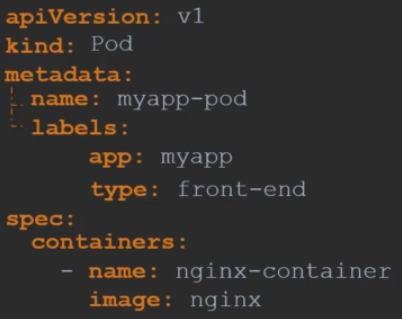 apiVersion: v1
kind: Pod
metadata:
  name: myapp-pod
  labels:
      app: myapp
      type: front-end
spec:
  containers:
    - name: nginx-container
      image: nginx